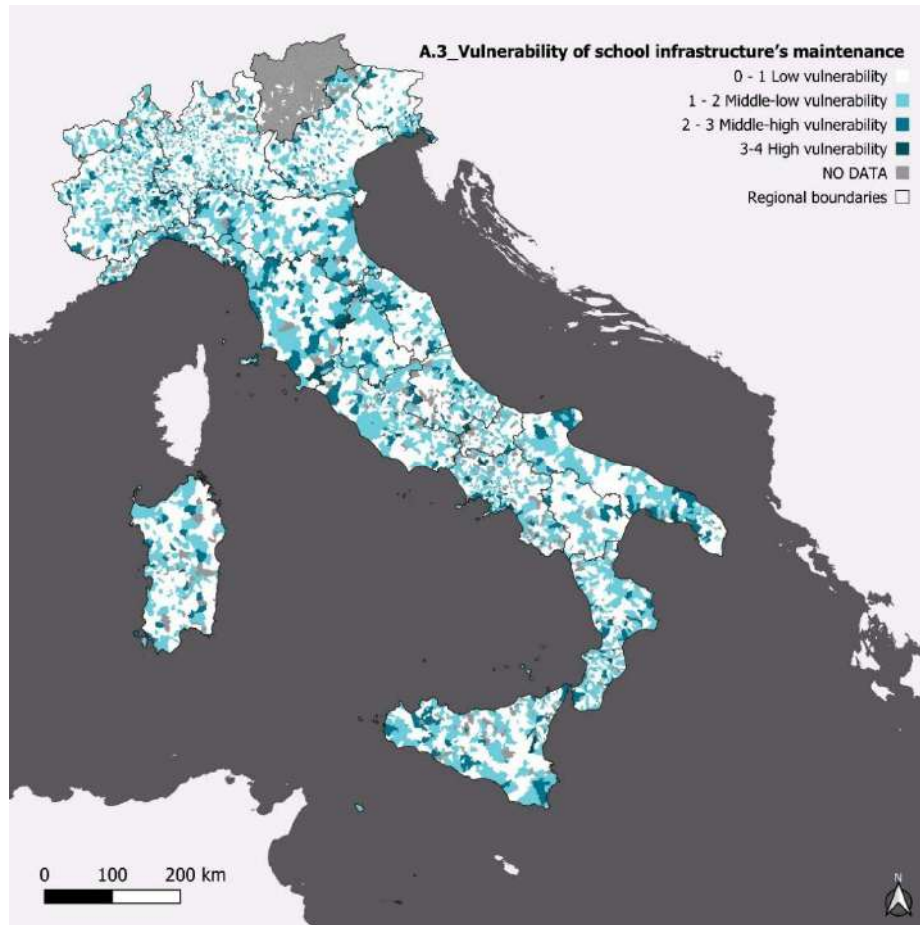 A.3_Vulnerability of school infrastructure's maintenance
0 - 1 Low vulnerability
1 - 2 Middle-low vulnerability
2 - 3 Middle-high vulnerability
3-4 High vulnerability
NO DATA
Regional boundaries
0 100 200 km
N